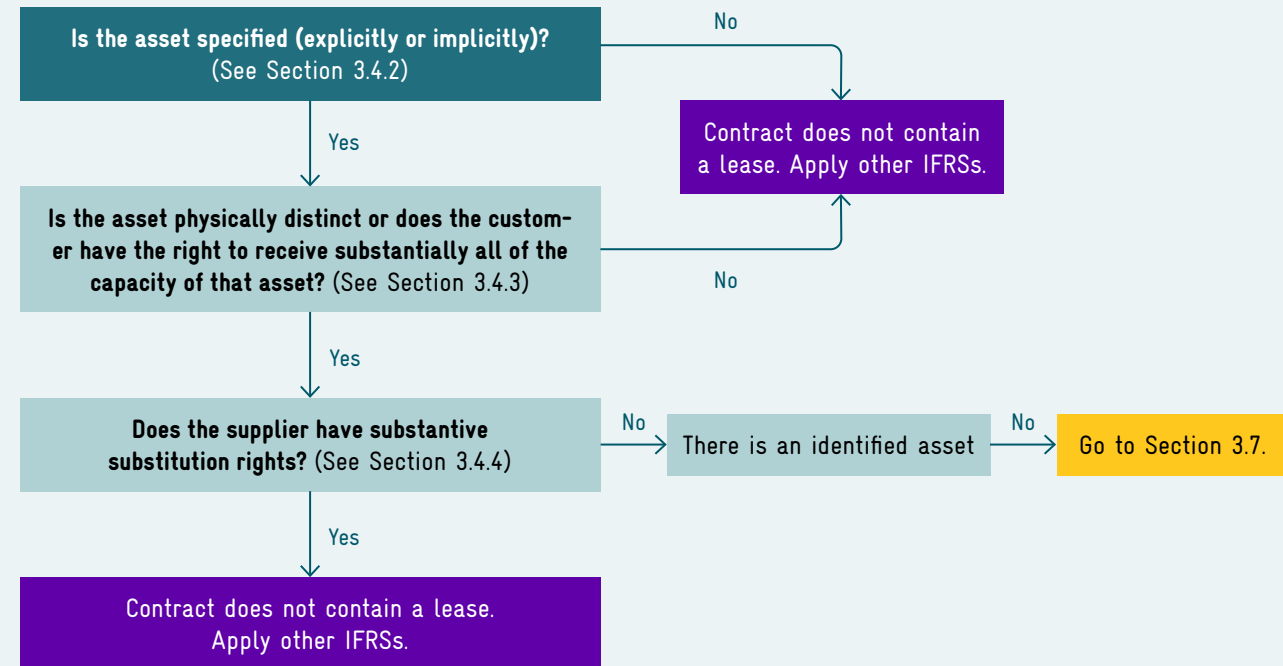 Is the asset specified (explicitly or implicitly)?
(See Section 3.4.2)
No
Contract does not contain
a lease. Apply other IFRSs.
Yes
Is the asset physically distinct or does the custom-
er have the right to receive substantially all of the
capacity of that asset? (See Section 3.4.3)
No
Yes
Does the supplier have substantive
substitution rights? (See Section 3.4.4)
No
There is an identified asset
No
Go to Section 3.7.
Yes
Contract does not contain a lease.
Apply other IFRSs.